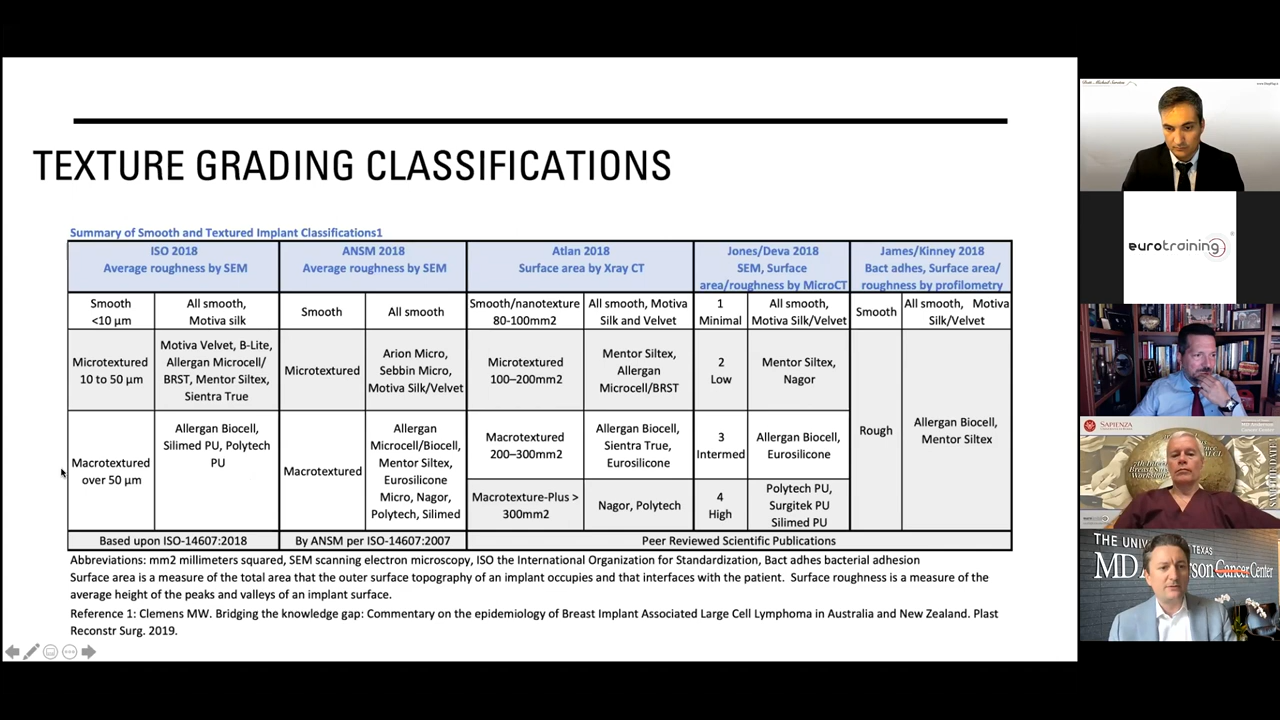 TEXTURE GRADING CLASSIFICATIONS
Summary of Smooth and Textured Implant Classifications1
ISO 2018
Average roughness by SEM
ANSM 2018
Average roughness by SEM
Atlan 2018
Surface area by Xray CT
Jones/Deva 2018
SEM, Surface
area/roughness by MicroCT
James/Kinney 2018
Bact adhes, Surface area/
roughness by profilometry
Smooth
<10 µm
All smooth,
Motiva silk
Smooth
All smooth
Smooth/nanotexture
80-100mm2
All smooth, Motiva
Silk and Velvet
1
Minimal
All smooth,
Motiva Silk/Velvet
Smooth
All smooth, Motiva
Silk/Velvet
Microtextured
10 to 50 µm
Motiva Velvet, B-Lite,
Allergan Microcell/
BRST, Mentor Siltex,
Sientra True
Microtextured
Arion Micro,
Sebbin Micro,
Motiva Silk/Velvet
Microtextured
100–200mm2
Mentor Siltex,
Allergan
Microcell/BRST
2
Low
Mentor Siltex,
Nagor
Rough
Allergan Biocell,
Mentor Siltex
Macrotextured
over 50 µm
Allergan Biocell,
Silimed PU, Polytech
PU
Macrotextured
Allergan
Microcell/Biocell,
Mentor Siltex,
Eurosilicone
Micro, Nagor,
Polytech, Silimed
Macrotextured
200–300mm2
Allergan Biocell,
Sientra True,
Eurosilicone
3
Intermed
Allergan Biocell,
Eurosilicone
Macrotexture-Plus >
300mm2
Nagor, Polytech
4
High
Polytech PU,
Surgitek PU
Silimed PU
Based upon ISO-14607:2018
By ANSM per ISO-14607:2007
Peer Reviewed Scientific Publications
Abbreviations: mm2 millimeters squared, SEM scanning electron microscopy, ISO the International Organization for Standardization, Bact adhes bacterial adhesion
Surface area is a measure of the total area that the outer surface topography of an implant occupies and that interfaces with the patient. Surface roughness is a measure of the
average height of the peaks and valleys of an implant surface.
Reference 1: Clemens MW. Bridging the knowledge gap: Commentary on the epidemiology of Breast Implant Associated Large Cell Lymphoma in Australia and New Zealand. Plast
Reconstr Surg. 2019.
eurotraining
SAPIENZA
THE UNIVERSITY TEXAS
MD Anderson Cancer Center